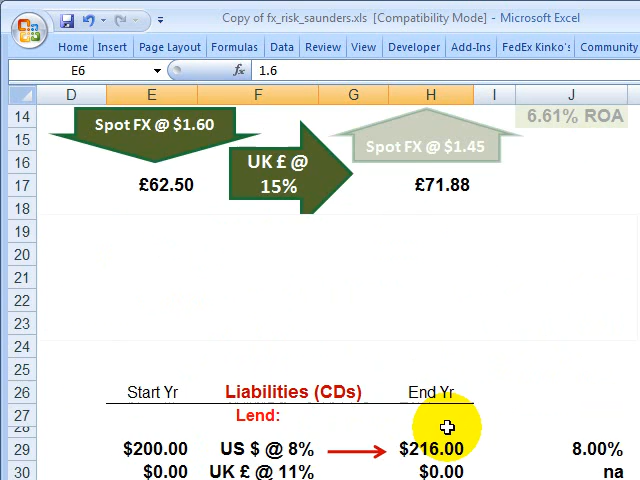 Copy of fx_risk_saunders.xls [Compatibility Mode] - Microsoft Excel
Home Insert Page Layout Formulas Data Review View Developer Add-Ins FedEx Kinko's Community
E6 fx 1.6
D E F G H I J
14 Spot FX @ $1.60 6.61% ROA
15 Spot FX @ $1.45
16 UK £ @
17 £62.50 15% £71.88
18
19
20
21
22
23
24
25
26 Start Yr Liabilities (CDs) End Yr
27 Lend:
28
29 $200.00 US $ @ 8% $216.00 8.00%
30 $0.00 UK £ @ 11% $0.00 na